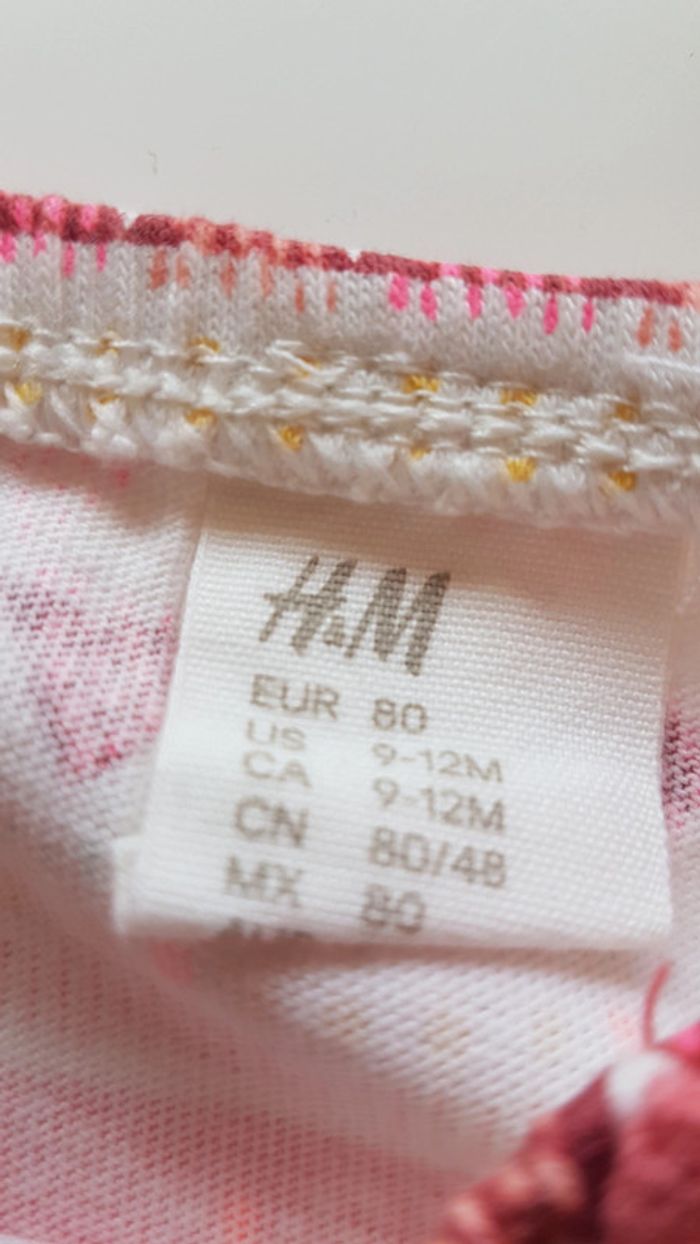 H&M
EUR 80
US 9-12M
CA 9-12M
CN 80/48
MX 80